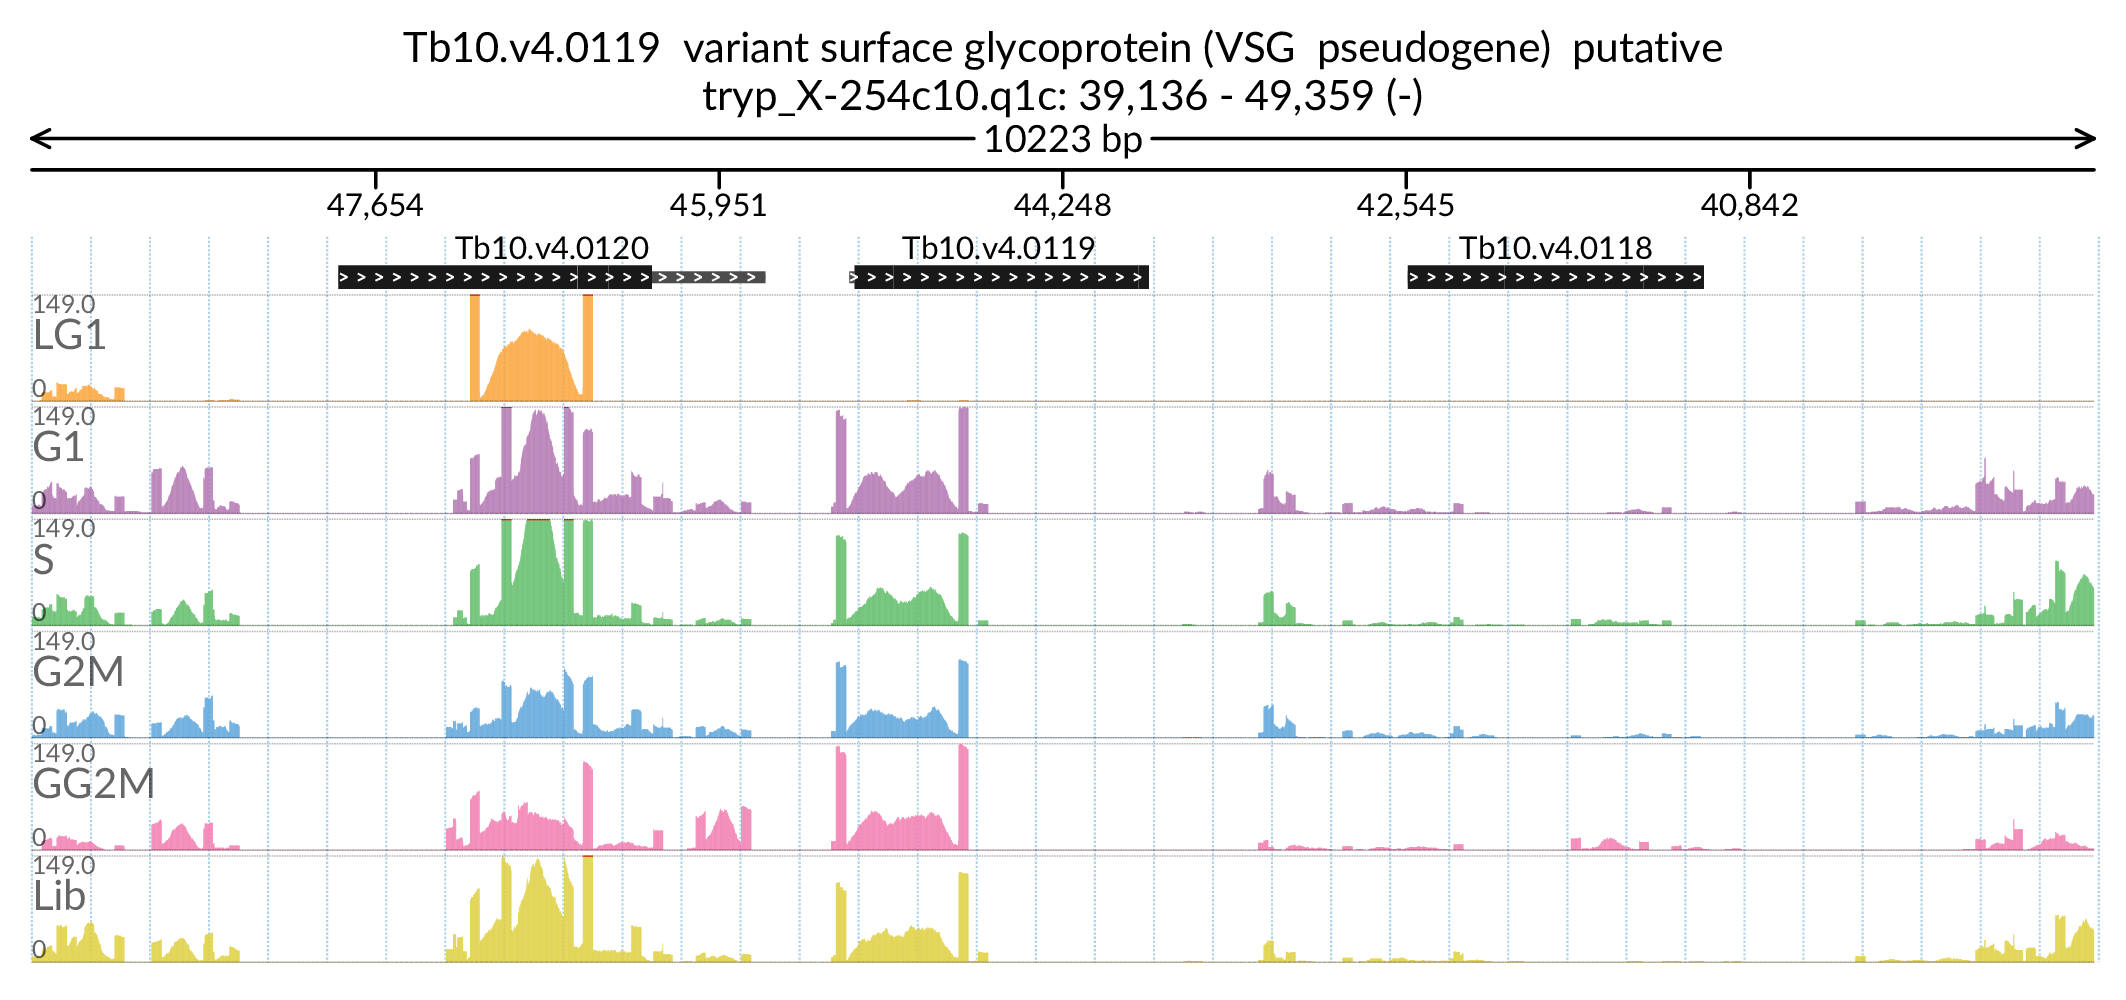 Tb10.v4.0119  variant surface glycoprotein (VSG  pseudogene)  putative
tryp_X-254c10.q1c: 39,136 - 49,359 (-)
10223 bp
47,654 45,951 44,248 42,545 40,842
Tb10.v4.0120 Tb10.v4.0119 Tb10.v4.0118
149.0
LG1
0
149.0
G1
0
149.0
S
0
149.0
G2M
0
149.0
GG2M
0
149.0
Lib
0